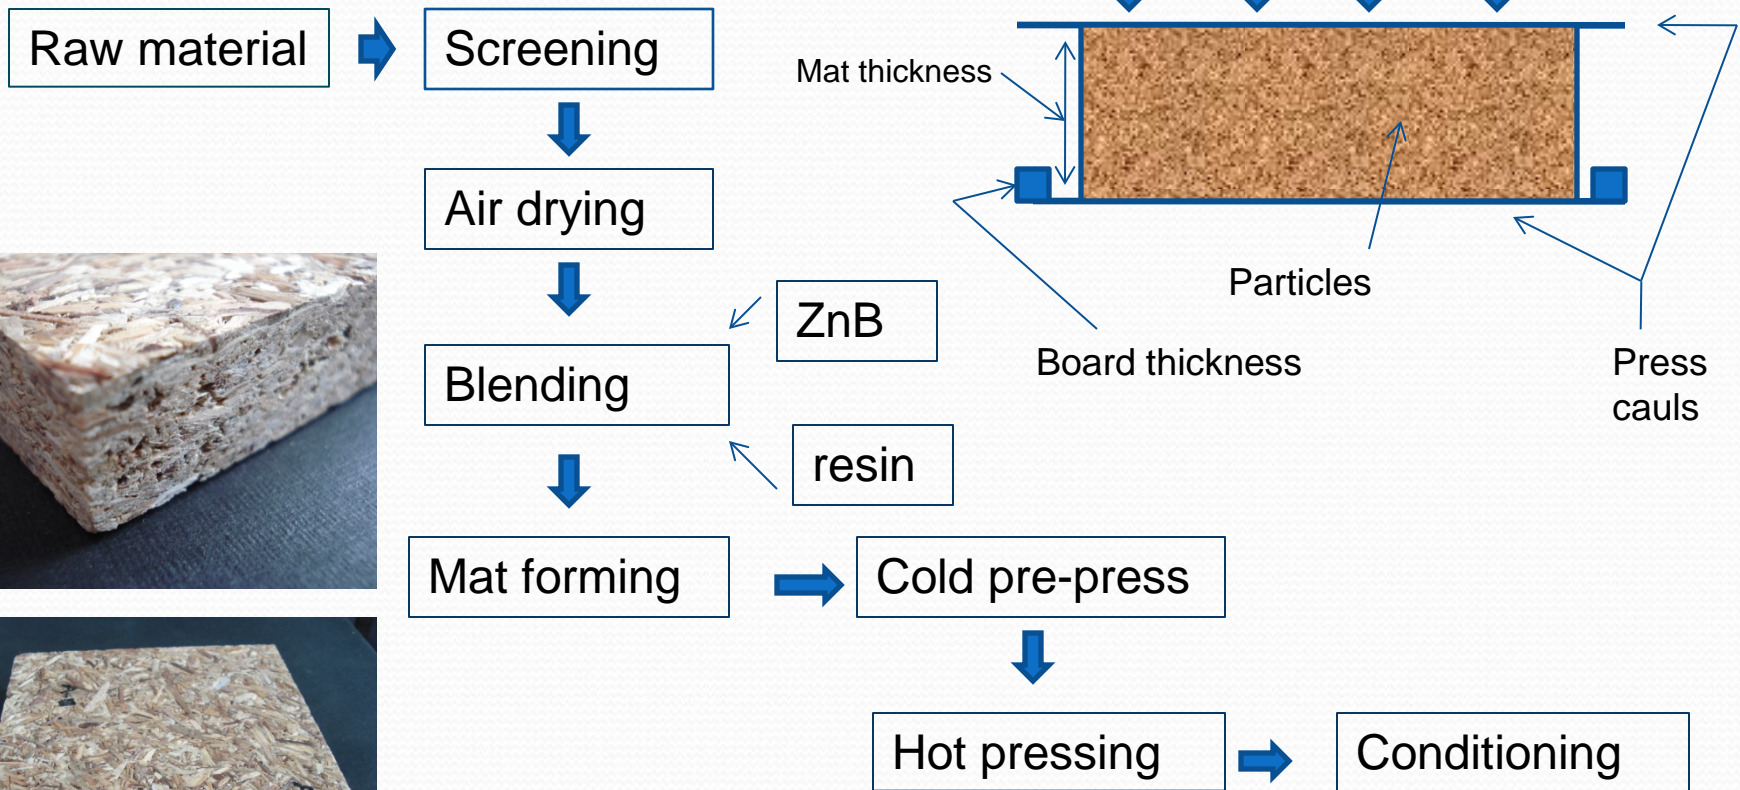 Raw material
Screening
Mat thickness
Air drying
Particles
ZnB
Board thickness
Press
cauls
Blending
resin
Mat forming
Cold pre-press
Hot pressing
Conditioning